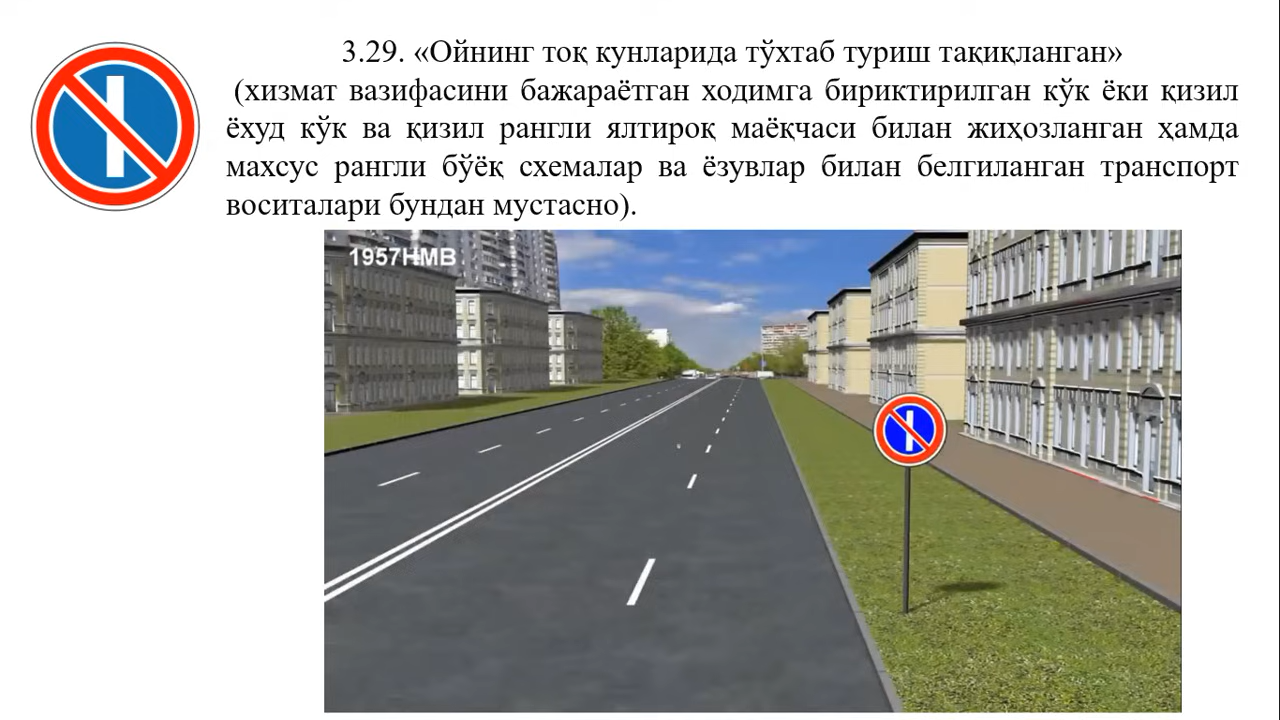 3.29. «Ойнинг тоқ кунларида тўхтаб туриш тақиқланган»
(хизмат вазифасини бажараётган ходимга бириктирилган кўк ёки қизил
ёхуд кўк ва қизил рангли ялтироқ маёқчаси билан жиҳозланган ҳамда
махсус рангли бўёқ схемалар ва ёзувлар билан белгиланган транспорт
воситалари бундан мустасно).
1957HMB